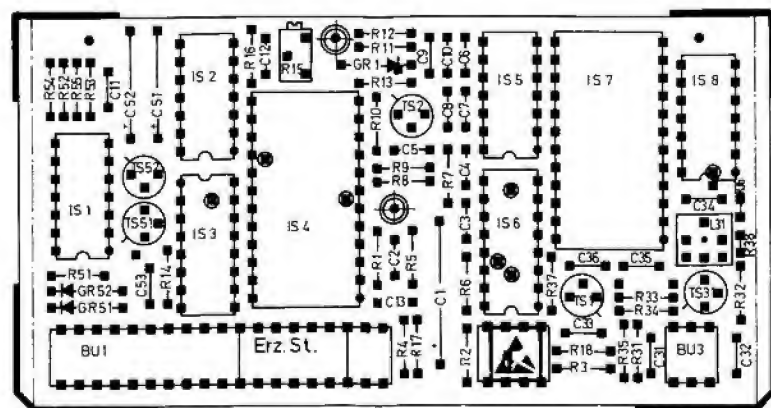 R54
R52
R55
R53
C11
C52
C51
IS 2
R16
C12
R15
R12
R11
GR1
R13
C9
C10
C6
IS 5
IS 7
IS 8
R10
TS2
C8
C7
C5
R9
R8
R7
C4
IS 1
TS52
TS51
IS 3
IS 4
C3
IS 6
C34
L31
R38
R51
GR52
GR51
C53
R14
R1
C2
R5
C13
C1
R6
R37
C36
C35
TS1
R33
R34
TS3
R32
BU1
Erz. St.
R4
R17
R2
C33
R18
R3
R35
R31
C31
BU3
C32